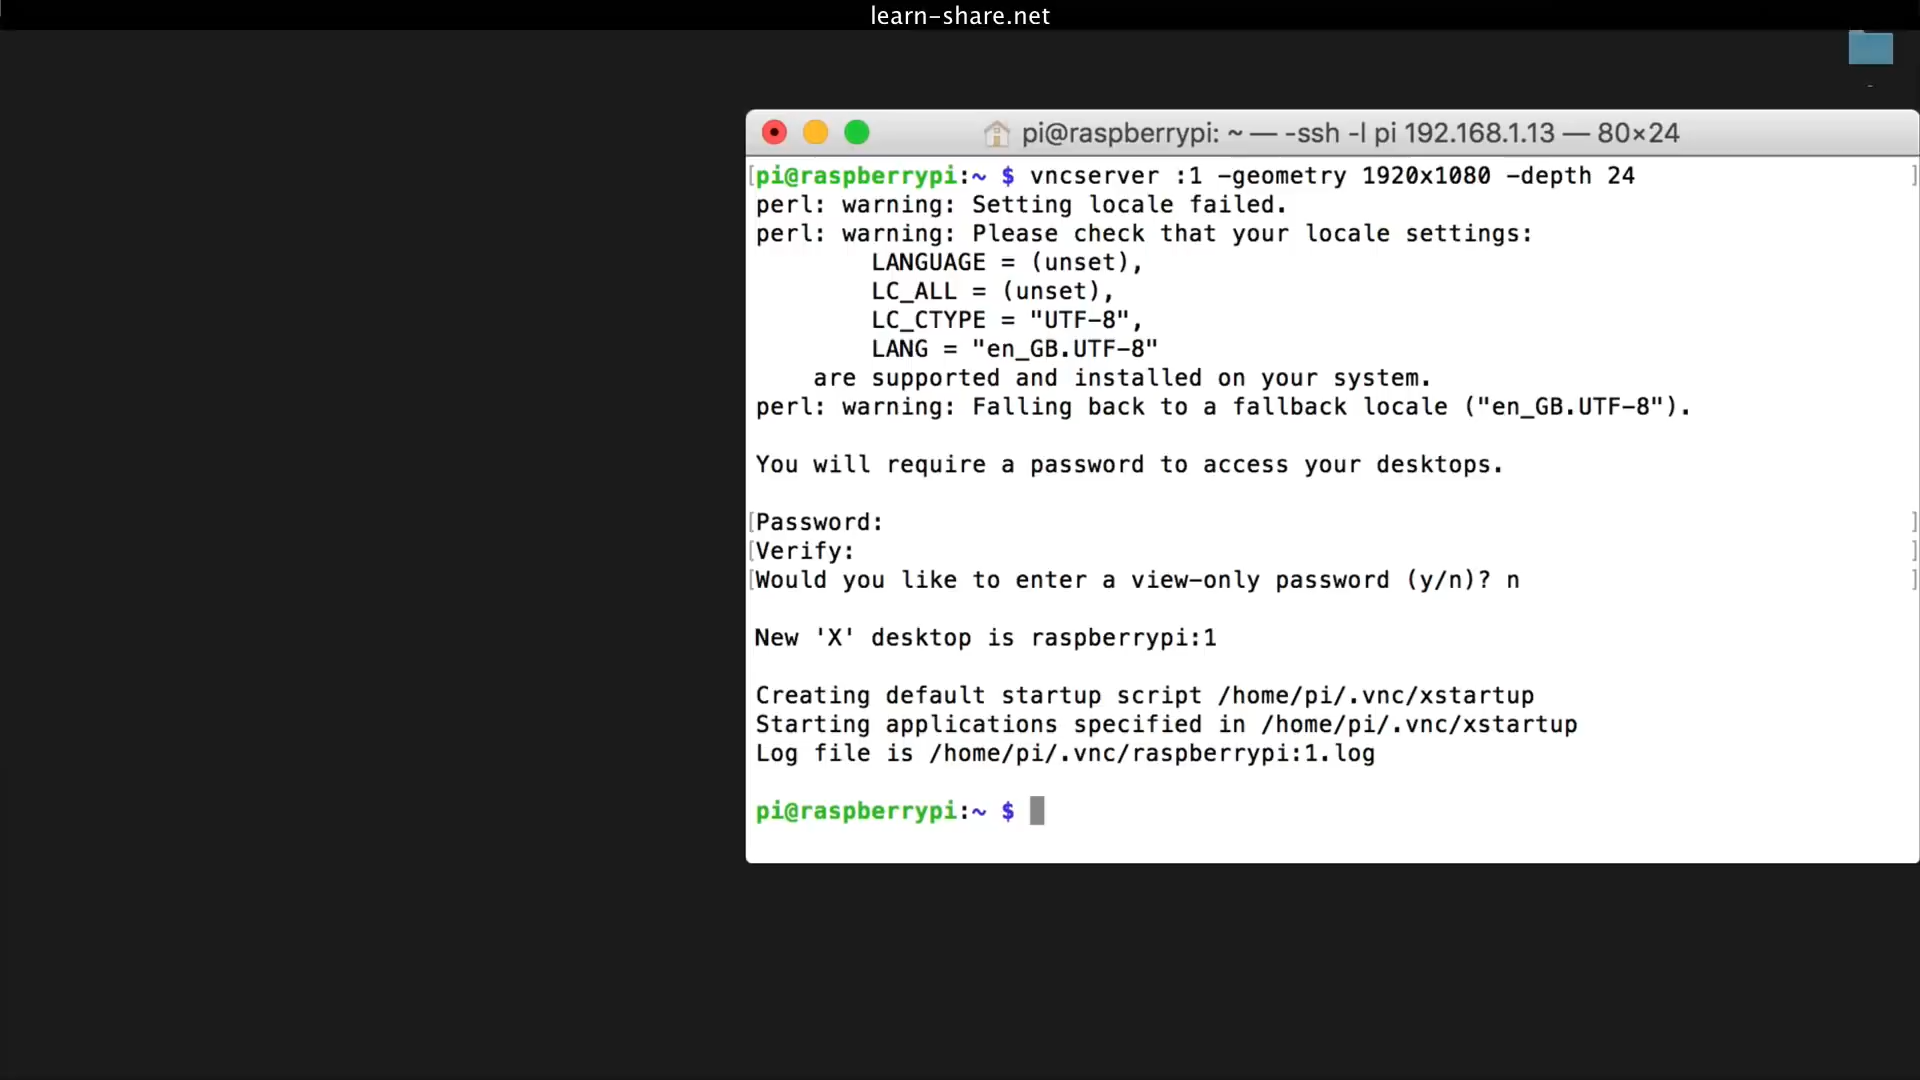 learn-share.net
pi@raspberrypi: ~ — -ssh -l pi 192.168.1.13 — 80×24
[pi@raspberrypi:~ $ vncserver :1 -geometry 1920x1080 -depth 24 ]
perl: warning: Setting locale failed.
perl: warning: Please check that your locale settings:
LANGUAGE = (unset),
LC_ALL = (unset),
LC_CTYPE = "UTF-8",
LANG = "en_GB.UTF-8"
are supported and installed on your system.
perl: warning: Falling back to a fallback locale ("en_GB.UTF-8").
You will require a password to access your desktops.
[Password: ]
[Verify: ]
[Would you like to enter a view-only password (y/n)? n ]
New 'X' desktop is raspberrypi:1
Creating default startup script /home/pi/.vnc/xstartup
Starting applications specified in /home/pi/.vnc/xstartup
Log file is /home/pi/.vnc/raspberrypi:1.log
pi@raspberrypi:~ $